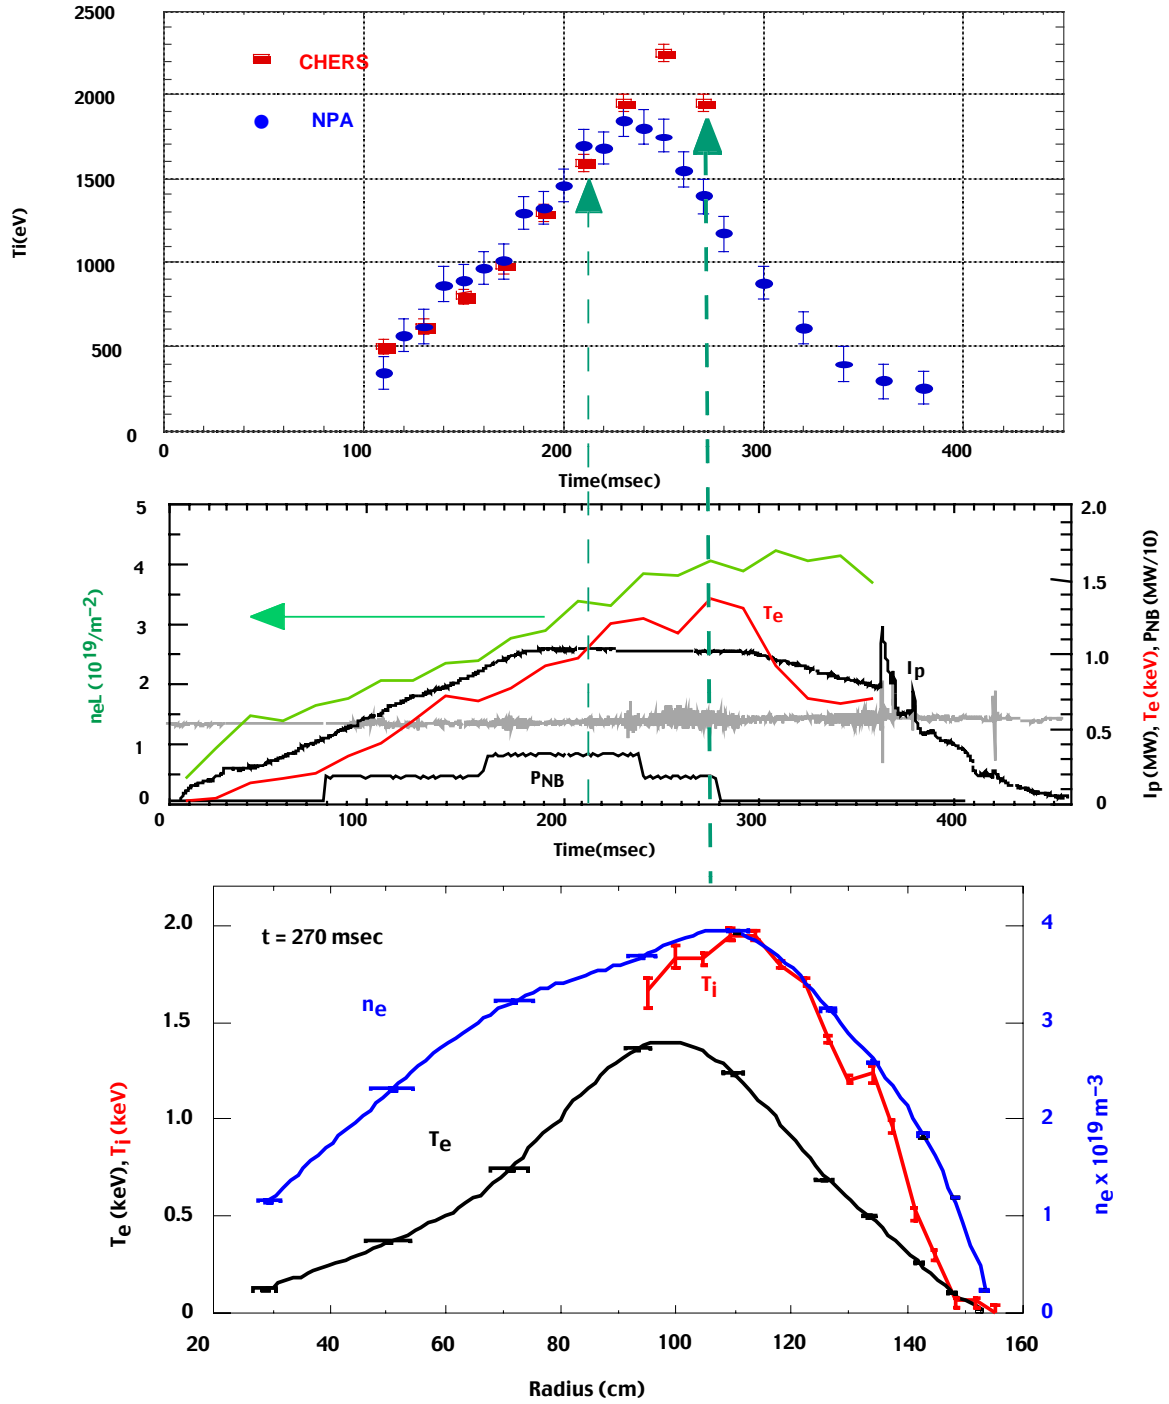 2500
2000
1500
1000
500
0
Ti(eV)
CHERS
NPA
0 100 200 300 400
Time(msec)
5
4
3
2
1
0
neL (10^19/m^−2)
2.0
1.5
1.0
0.5
0
Ip(MW), Te (keV), PNB (MW/10)
Te
Ip
PNB
0 100 200 300 400
Time(msec)
t = 270 msec
2.0
1.5
1.0
0.5
0
Te (keV), Ti (keV)
4
3
2
1
0
ne x 10^19 m-3
ne
Ti
Te
20 40 60 80 100 120 140 160
Radius (cm)